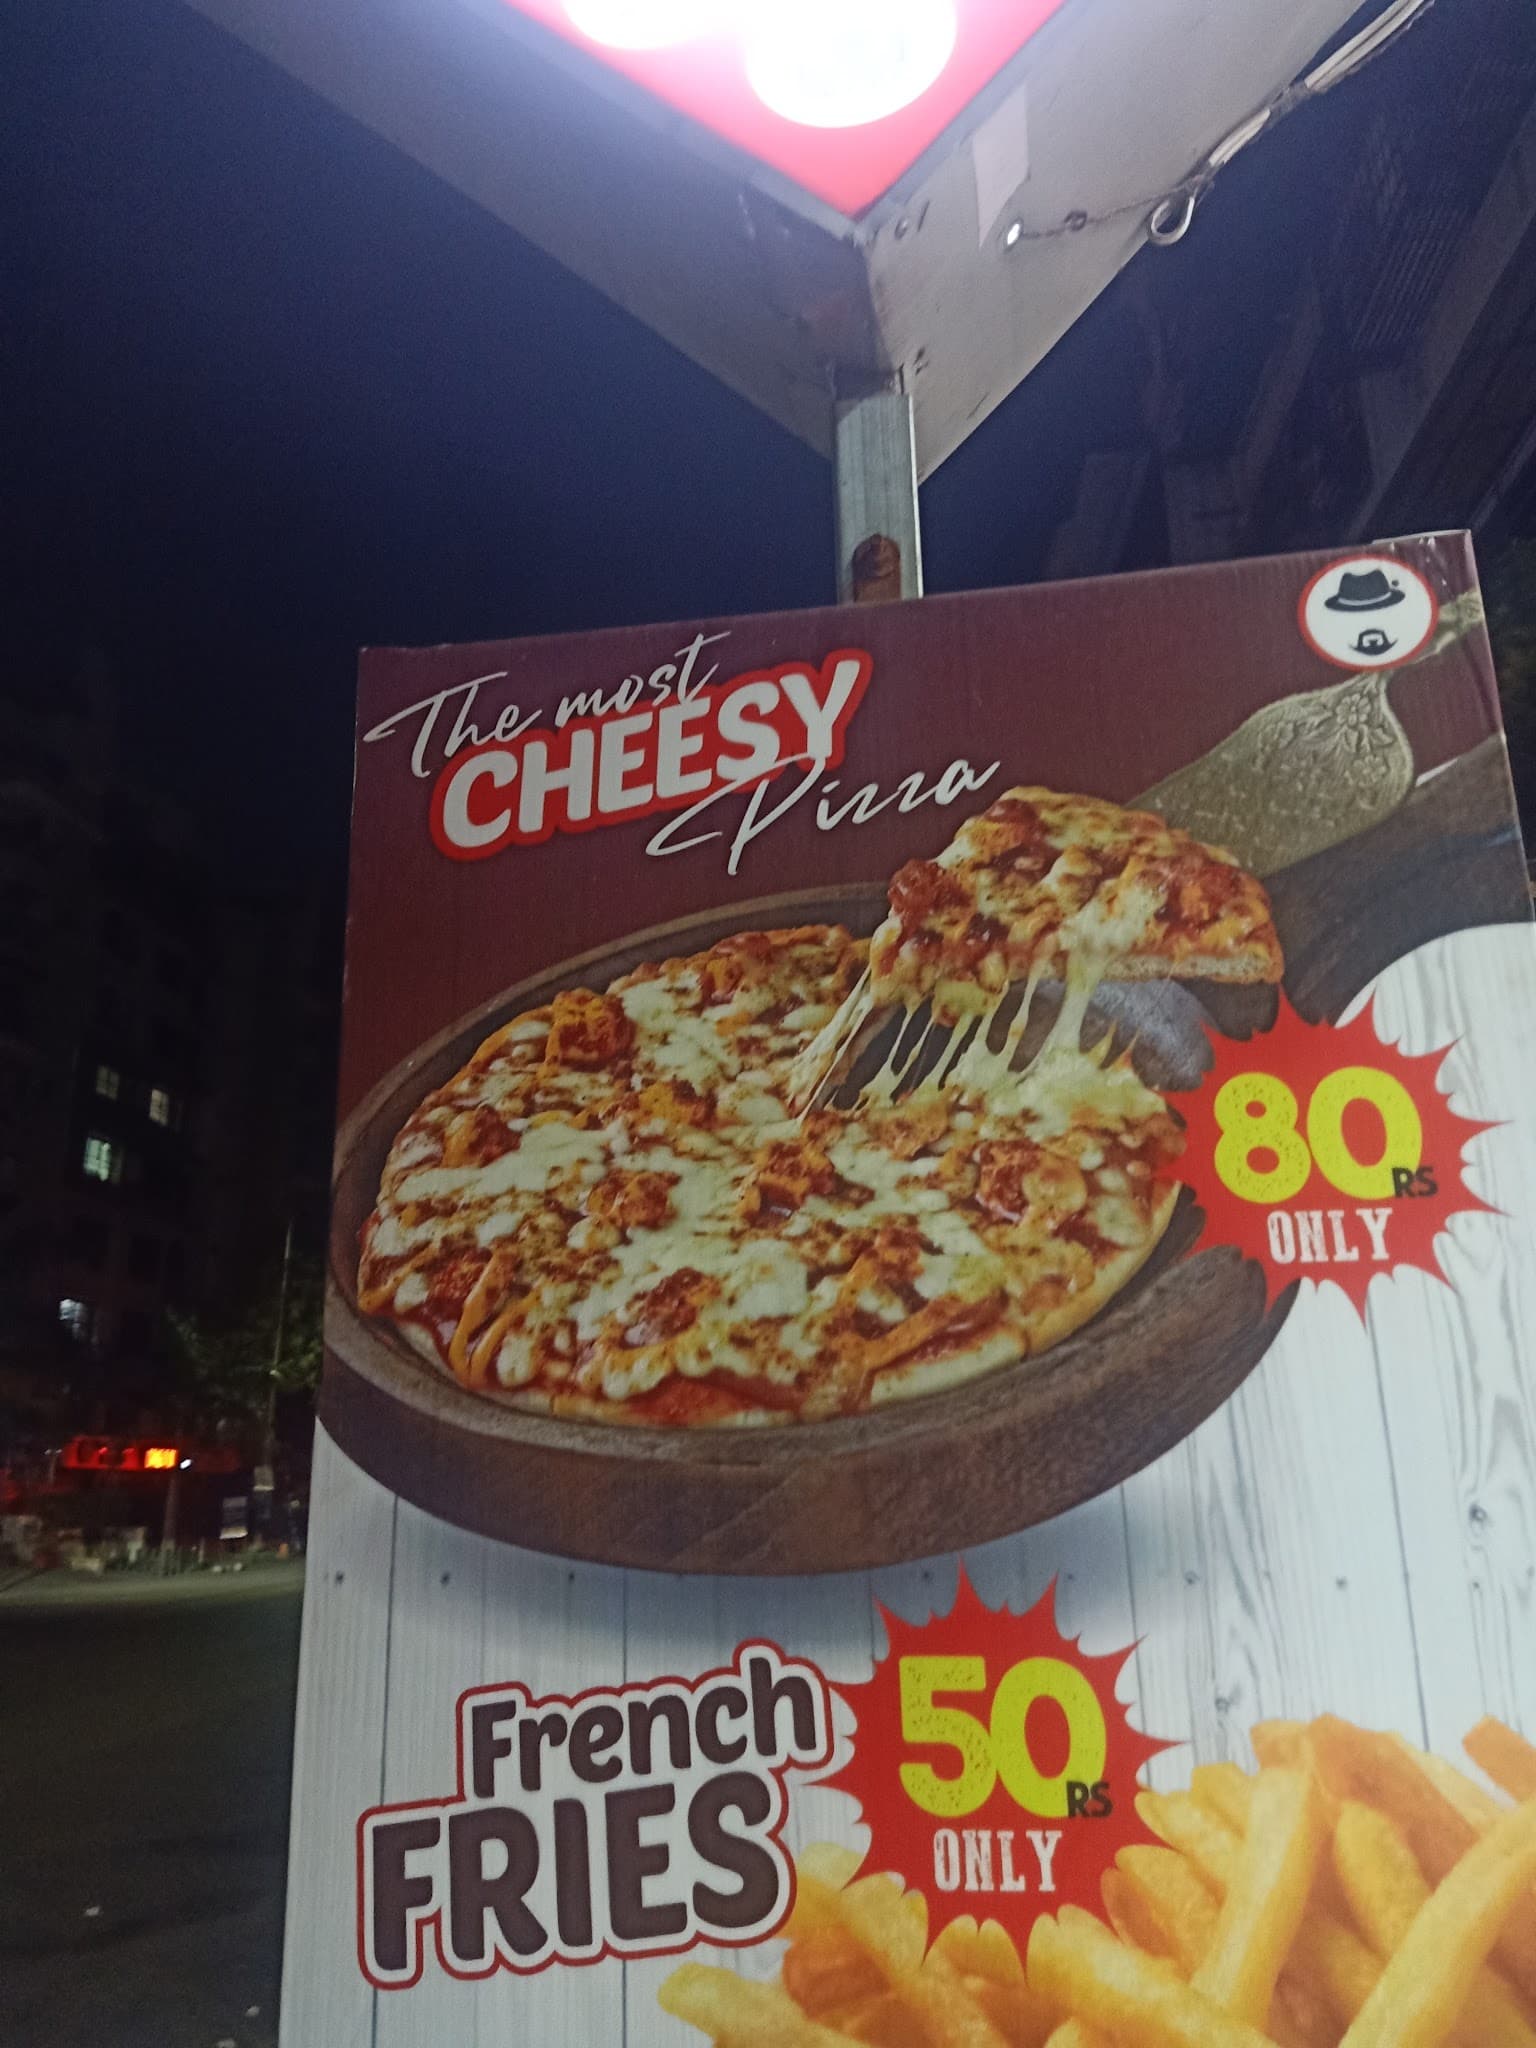 The most
CHEESY
Pizza
80
RS
ONLY
French
FRIES
50
RS
ONLY